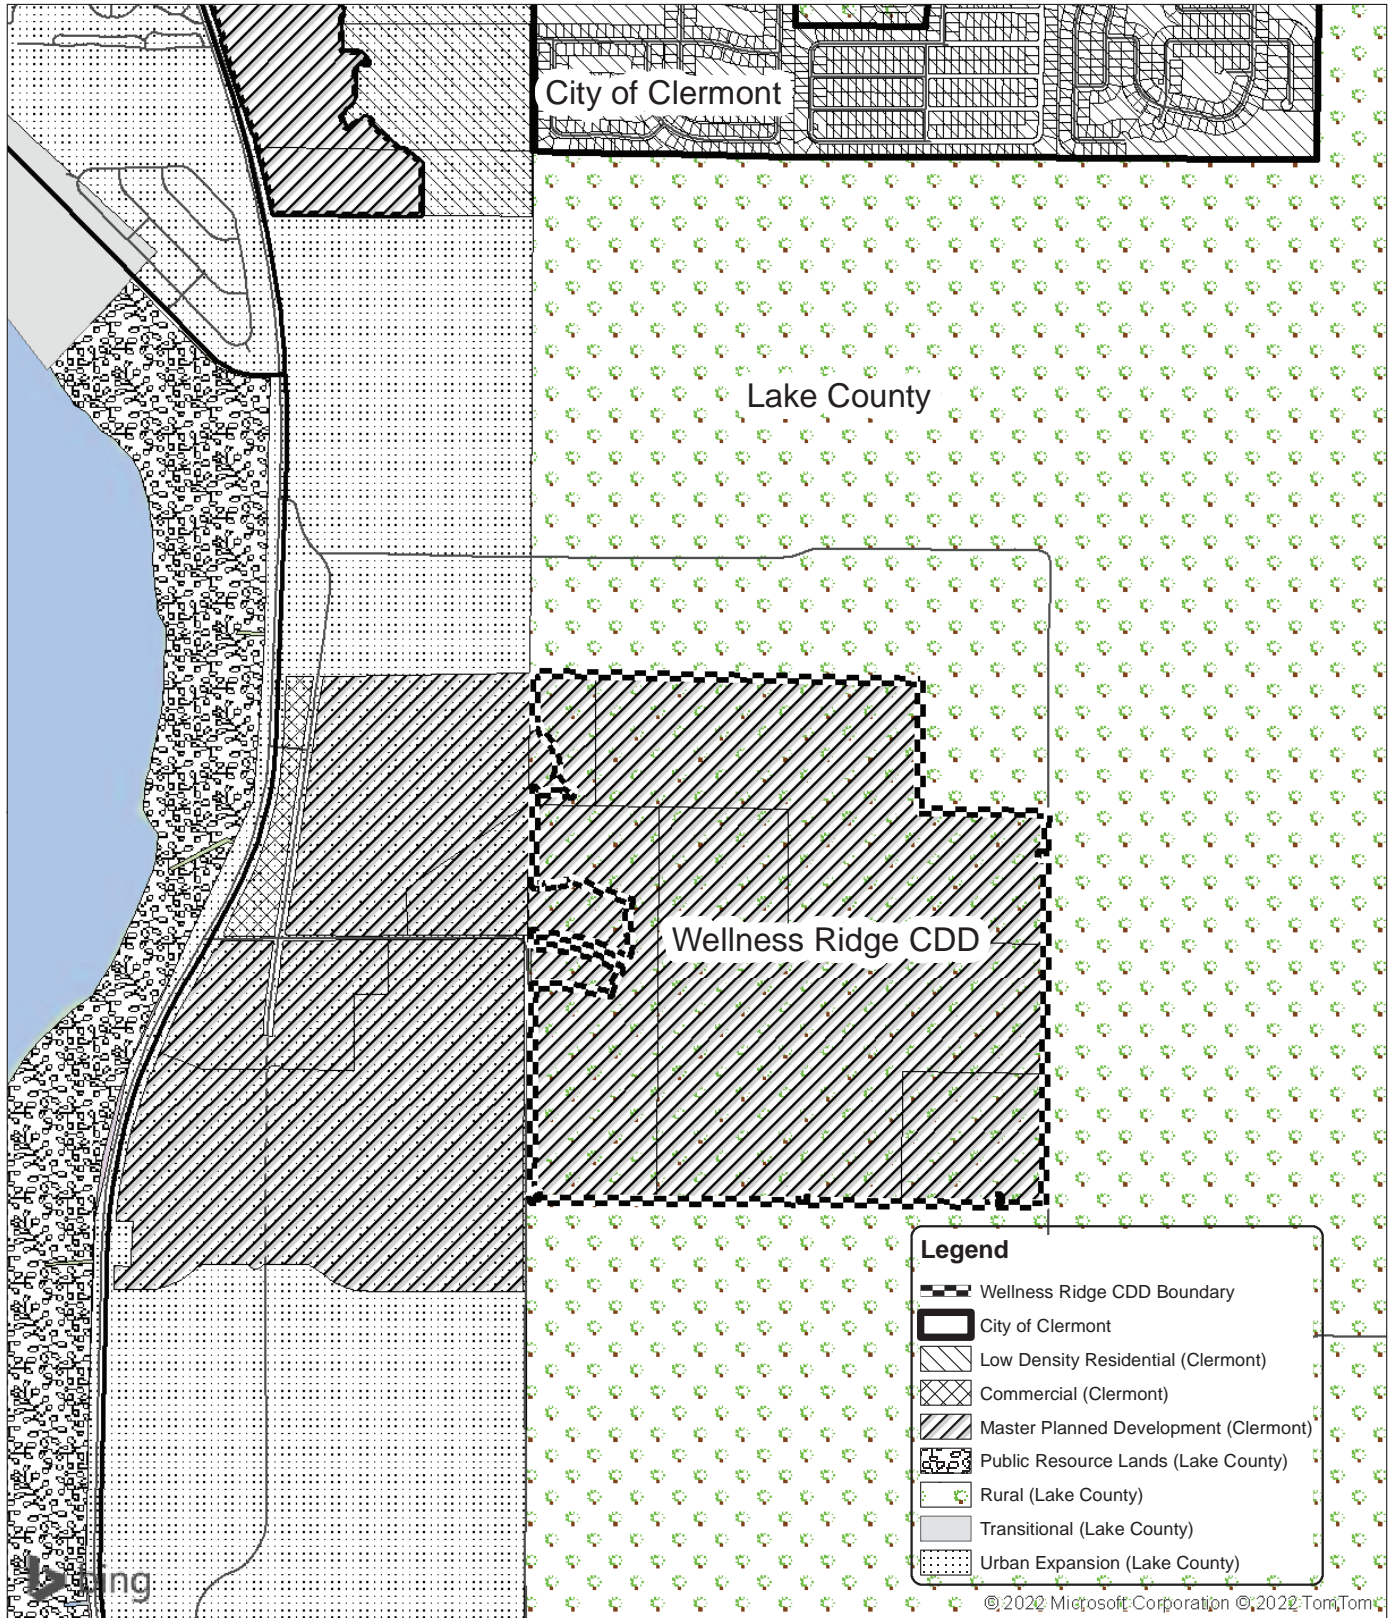 City of Clermont
Lake County
Wellness Ridge CDD
Legend
Wellness Ridge CDD Boundary
City of Clermont
Low Density Residential (Clermont)
Commercial (Clermont)
Master Planned Development (Clermont)
Public Resource Lands (Lake County)
Rural (Lake County)
Transitional (Lake County)
Urban Expansion (Lake County)
bing
© 2022 Microsoft Corporation © 2022 TomTom